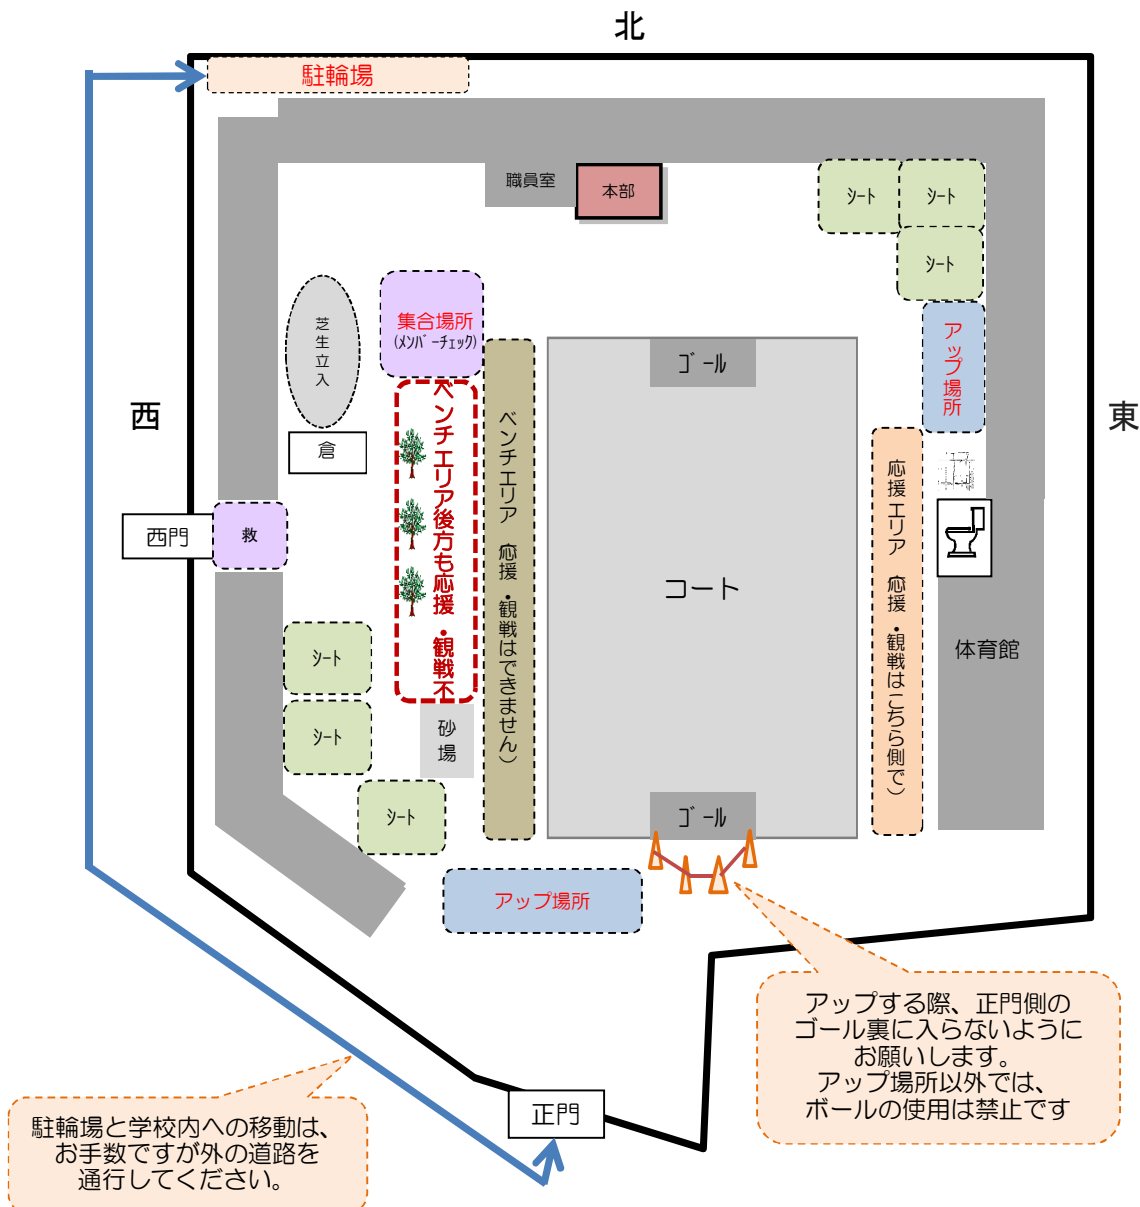 北
駐輪場
職員室
本部
シート
シート
シート
芝生立入
集合場所
(メンバーチェック)
ゴール
アップ場所
西
東
倉
ベンチエリア後方も応援・観戦不
ベンチエリア 応援・観戦はできません）
応援エリア 応援・観戦はこちら側で）
西門
救
コート
体育館
シート
シート
砂場
シート
ゴール
アップ場所
アップする際、正門側の
ゴール裏に入らないように
お願いします。
アップ場所以外では、
ボールの使用は禁止です
正門
駐輪場と学校内への移動は、
お手数ですが外の道路を
通行してください。